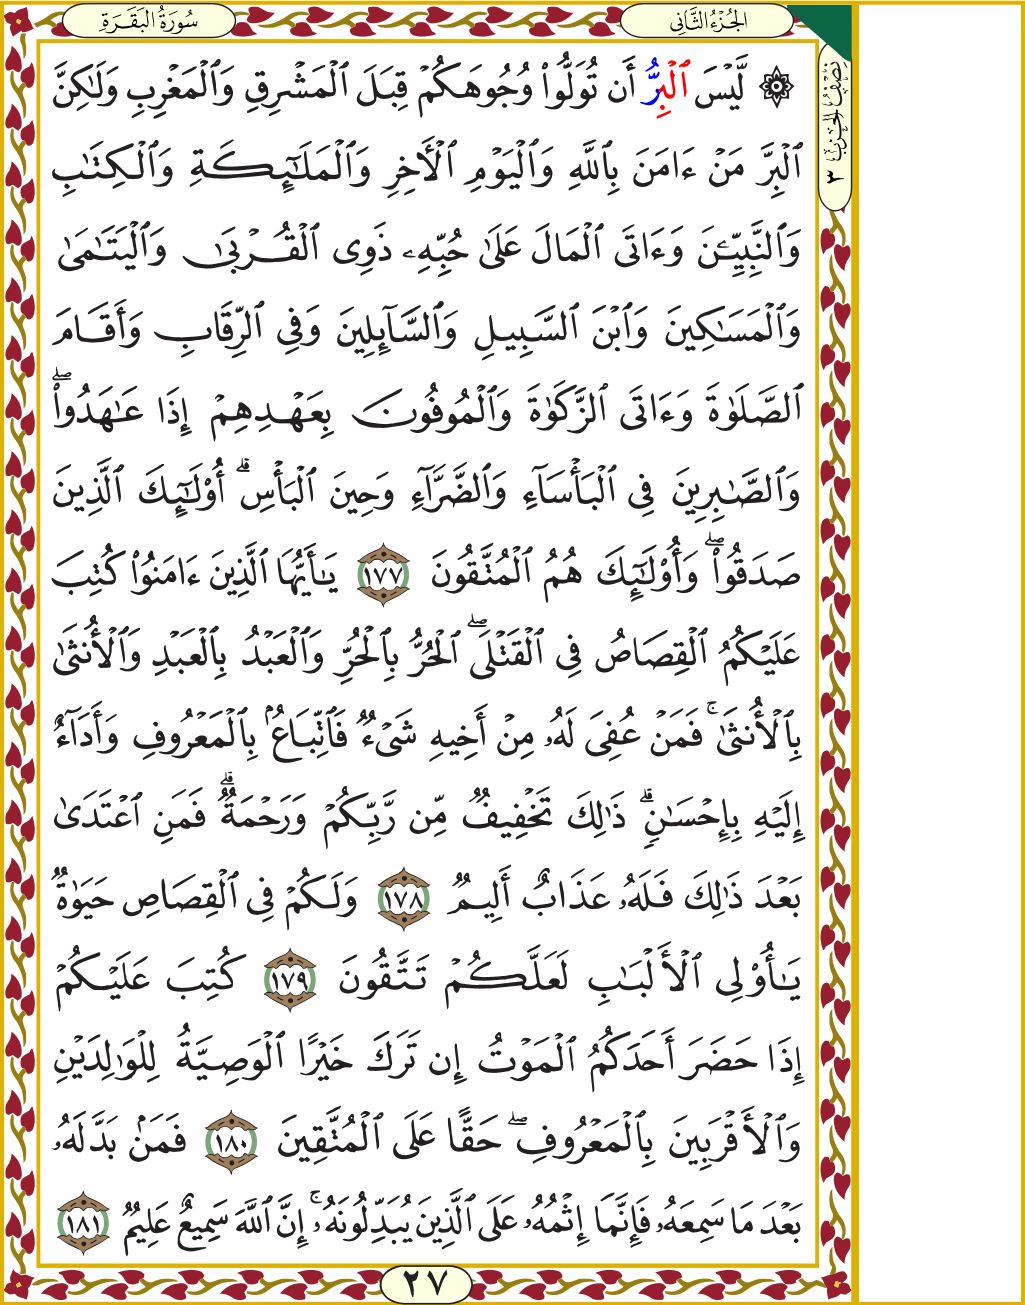 سُورَةُ البَقَرَةِ
الجُزْءُ الثَّانِي
نِصْفُ الحِزْبِ ٣
۞ لَّيۡسَ ٱلۡبِرُّ أَن تُوَلُّواْ وُجُوهَكُمۡ قِبَلَ ٱلۡمَشۡرِقِ وَٱلۡمَغۡرِبِ وَلَٰكِنَّ
ٱلۡبِرَّ مَنۡ ءَامَنَ بِٱللَّهِ وَٱلۡيَوۡمِ ٱلۡأٓخِرِ وَٱلۡمَلَٰٓئِكَةِ وَٱلۡكِتَٰبِ
وَٱلنَّبِيِّـۧنَ وَءَاتَى ٱلۡمَالَ عَلَىٰ حُبِّهِۦ ذَوِي ٱلۡقُرۡبَىٰ وَٱلۡيَتَٰمَىٰ
وَٱلۡمَسَٰكِينَ وَٱبۡنَ ٱلسَّبِيلِ وَٱلسَّآئِلِينَ وَفِي ٱلرِّقَابِ وَأَقَامَ
ٱلصَّلَوٰةَ وَءَاتَى ٱلزَّكَوٰةَ وَٱلۡمُوفُونَ بِعَهۡدِهِمۡ إِذَا عَٰهَدُواْۖ
وَٱلصَّٰبِرِينَ فِي ٱلۡبَأۡسَآءِ وَٱلضَّرَّآءِ وَحِينَ ٱلۡبَأۡسِۗ أُوْلَٰٓئِكَ ٱلَّذِينَ
صَدَقُواْۖ وَأُوْلَٰٓئِكَ هُمُ ٱلۡمُتَّقُونَ ١٧٧ يَٰٓأَيُّهَا ٱلَّذِينَ ءَامَنُواْ كُتِبَ
عَلَيۡكُمُ ٱلۡقِصَاصُ فِي ٱلۡقَتۡلَىۖ ٱلۡحُرُّ بِٱلۡحُرِّ وَٱلۡعَبۡدُ بِٱلۡعَبۡدِ وَٱلۡأُنثَىٰ
بِٱلۡأُنثَىٰۚ فَمَنۡ عُفِيَ لَهُۥ مِنۡ أَخِيهِ شَيۡءٞ فَٱتِّبَاعُۢ بِٱلۡمَعۡرُوفِ وَأَدَآءٌ
إِلَيۡهِ بِإِحۡسَٰنٖۗ ذَٰلِكَ تَخۡفِيفٞ مِّن رَّبِّكُمۡ وَرَحۡمَةٞۗ فَمَنِ ٱعۡتَدَىٰ
بَعۡدَ ذَٰلِكَ فَلَهُۥ عَذَابٌ أَلِيمٞ ١٧٨ وَلَكُمۡ فِي ٱلۡقِصَاصِ حَيَوٰةٞ
يَٰٓأُوْلِي ٱلۡأَلۡبَٰبِ لَعَلَّكُمۡ تَتَّقُونَ ١٧٩ كُتِبَ عَلَيۡكُمۡ
إِذَا حَضَرَ أَحَدَكُمُ ٱلۡمَوۡتُ إِن تَرَكَ خَيۡرًا ٱلۡوَصِيَّةُ لِلۡوَٰلِدَيۡنِ
وَٱلۡأَقۡرَبِينَ بِٱلۡمَعۡرُوفِۖ حَقًّا عَلَى ٱلۡمُتَّقِينَ ١٨٠ فَمَنۢ بَدَّلَهُۥ
بَعۡدَ مَا سَمِعَهُۥ فَإِنَّمَآ إِثۡمُهُۥ عَلَى ٱلَّذِينَ يُبَدِّلُونَهُۥٓۚ إِنَّ ٱللَّهَ سَمِيعٌ عَلِيمٞ ١٨١
٢٧